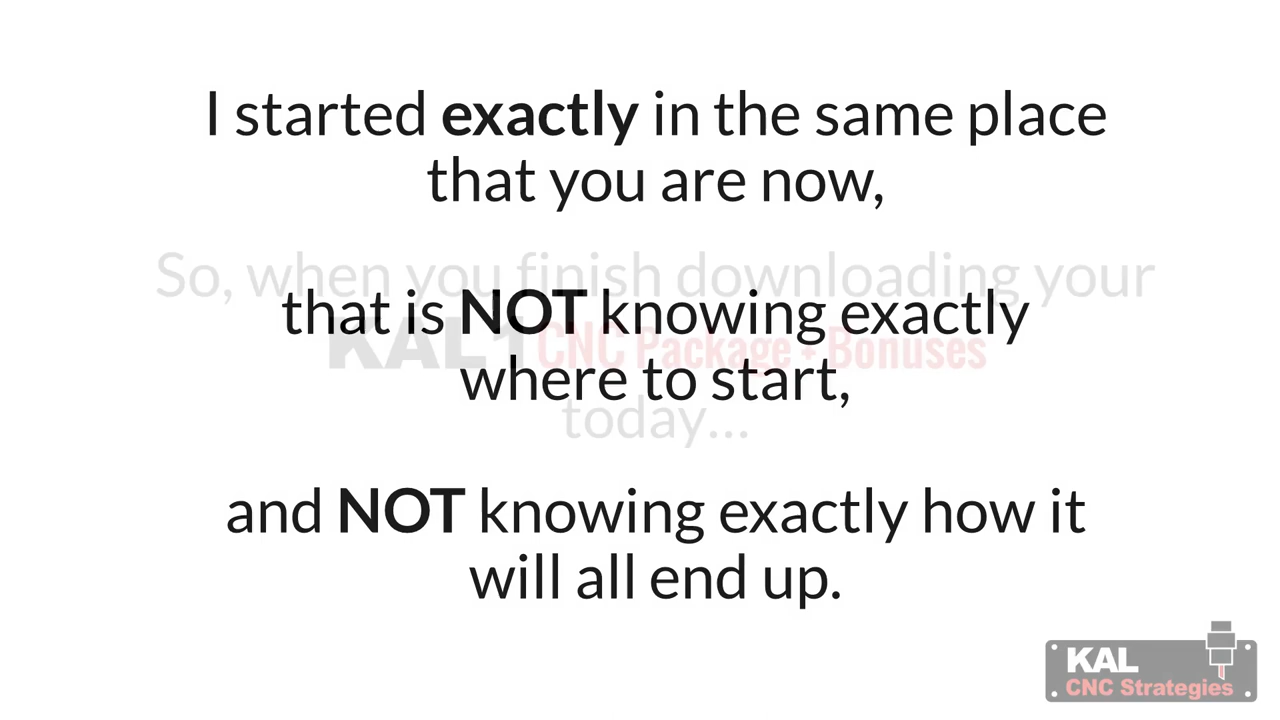 I started exactly in the same place
that you are now,
So, when you finish downloading your
that is NOT knowing exactly
KAL1 CNC Package + Bonuses
where to start,
today...
and NOT knowing exactly how it
will all end up.
KAL
CNC Strategies